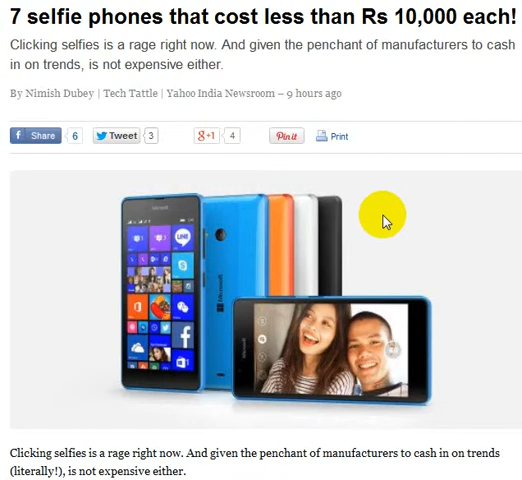 7 selfie phones that cost less than Rs 10,000 each!
Clicking selfies is a rage right now. And given the penchant of manufacturers to cash
in on trends, is not expensive either.
By Nimish Dubey | Tech Tattle | Yahoo India Newsroom – 9 hours ago
f Share 6 Tweet 3 g+1 4 Pin it Print
Microsoft
LINE
Clicking selfies is a rage right now. And given the penchant of manufacturers to cash in on trends
(literally!), is not expensive either.